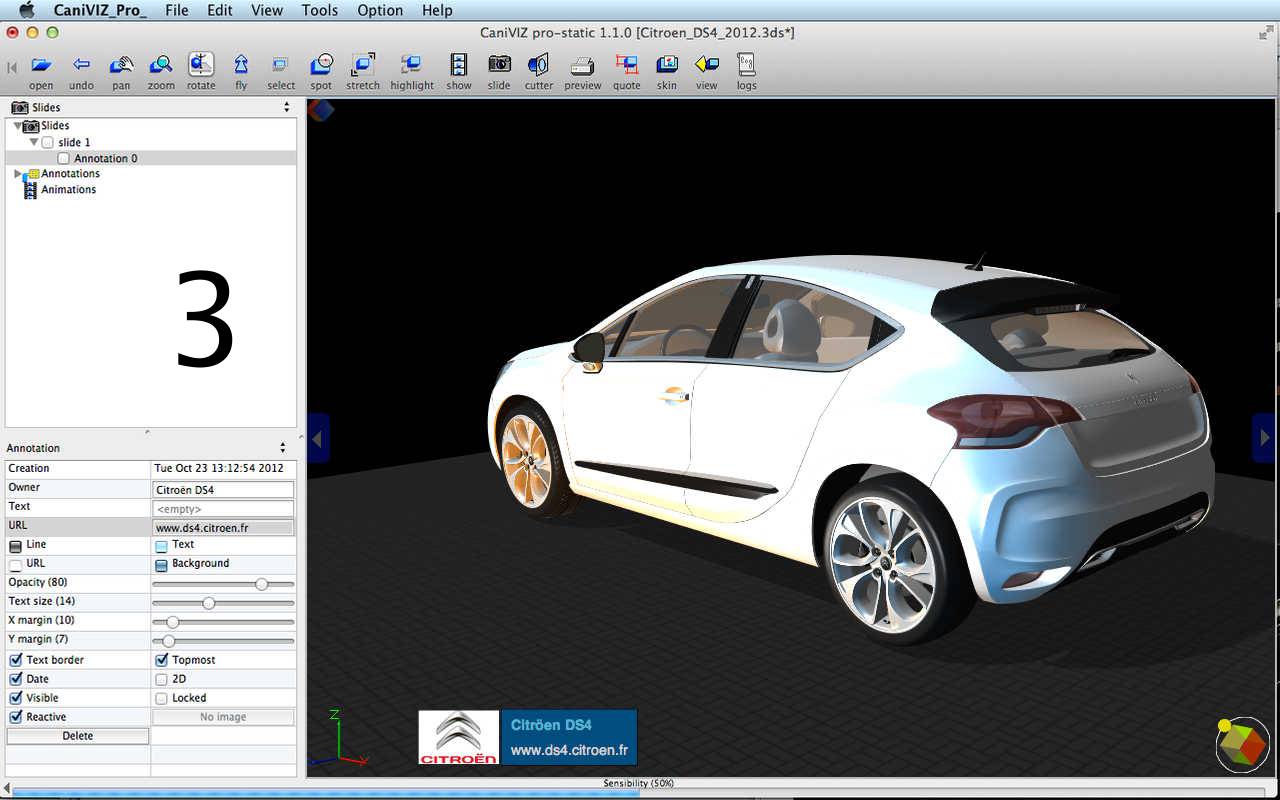 CaniVIZ_Pro_ File Edit View Tools Option Help
CaniVIZ pro-static 1.1.0 [Citroen_DS4_2012.3ds*]
open undo pan zoom rotate fly select spot stretch highlight show slide cutter preview quote skin view logs
Slides
Slides
slide 1
Annotation 0
Annotations
Animations
3
Annotation
Creation Tue Oct 23 13:12:54 2012
Owner Citroën DS4
Text <empty>
URL www.ds4.citroen.fr
Line Text
URL Background
Opacity (80)
Text size (14)
X margin (10)
Y margin (7)
Text border Topmost
Date 2D
Visible Locked
Reactive No image
Delete
Z
X
CITROËN
Citröen DS4
www.ds4.citroen.fr
Sensibility (50%)